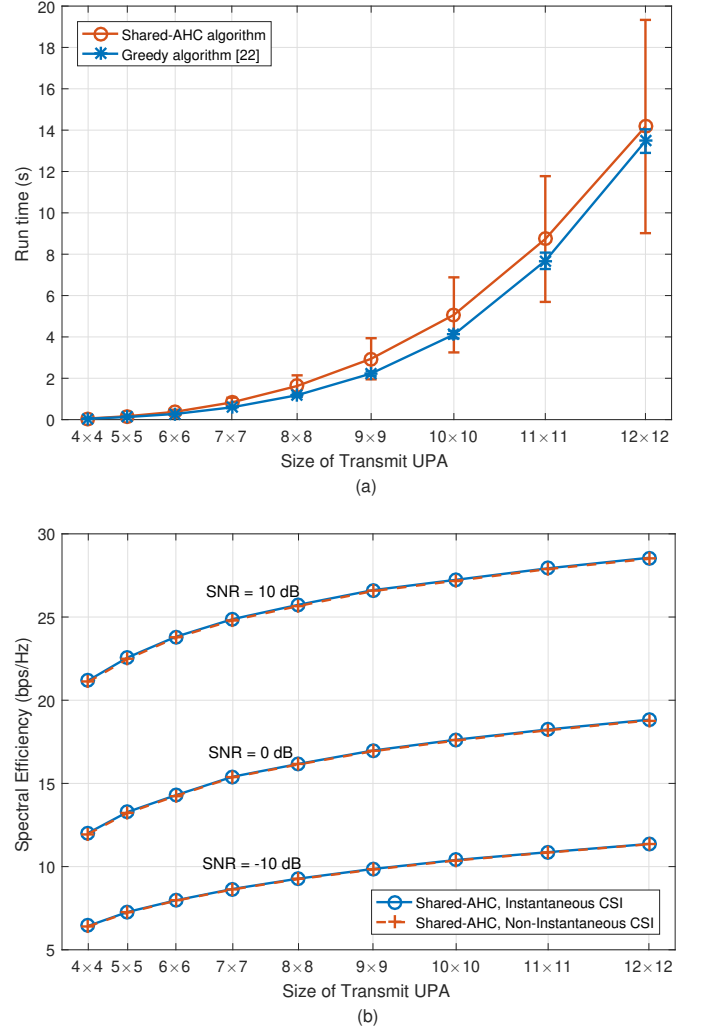 20
18
16
14
12
10
8
6
4
2
0
Run time (s)
Shared-AHC algorithm
Greedy algorithm [22]
4×4 5×5 6×6 7×7 8×8 9×9 10×10 11×11 12×12
Size of Transmit UPA
(a)
30
25
20
15
10
5
Spectral Efficiency (bps/Hz)
SNR = 10 dB
SNR = 0 dB
SNR = -10 dB
Shared-AHC, Instantaneous CSI
Shared-AHC, Non-Instantaneous CSI
4×4 5×5 6×6 7×7 8×8 9×9 10×10 11×11 12×12
Size of Transmit UPA
(b)